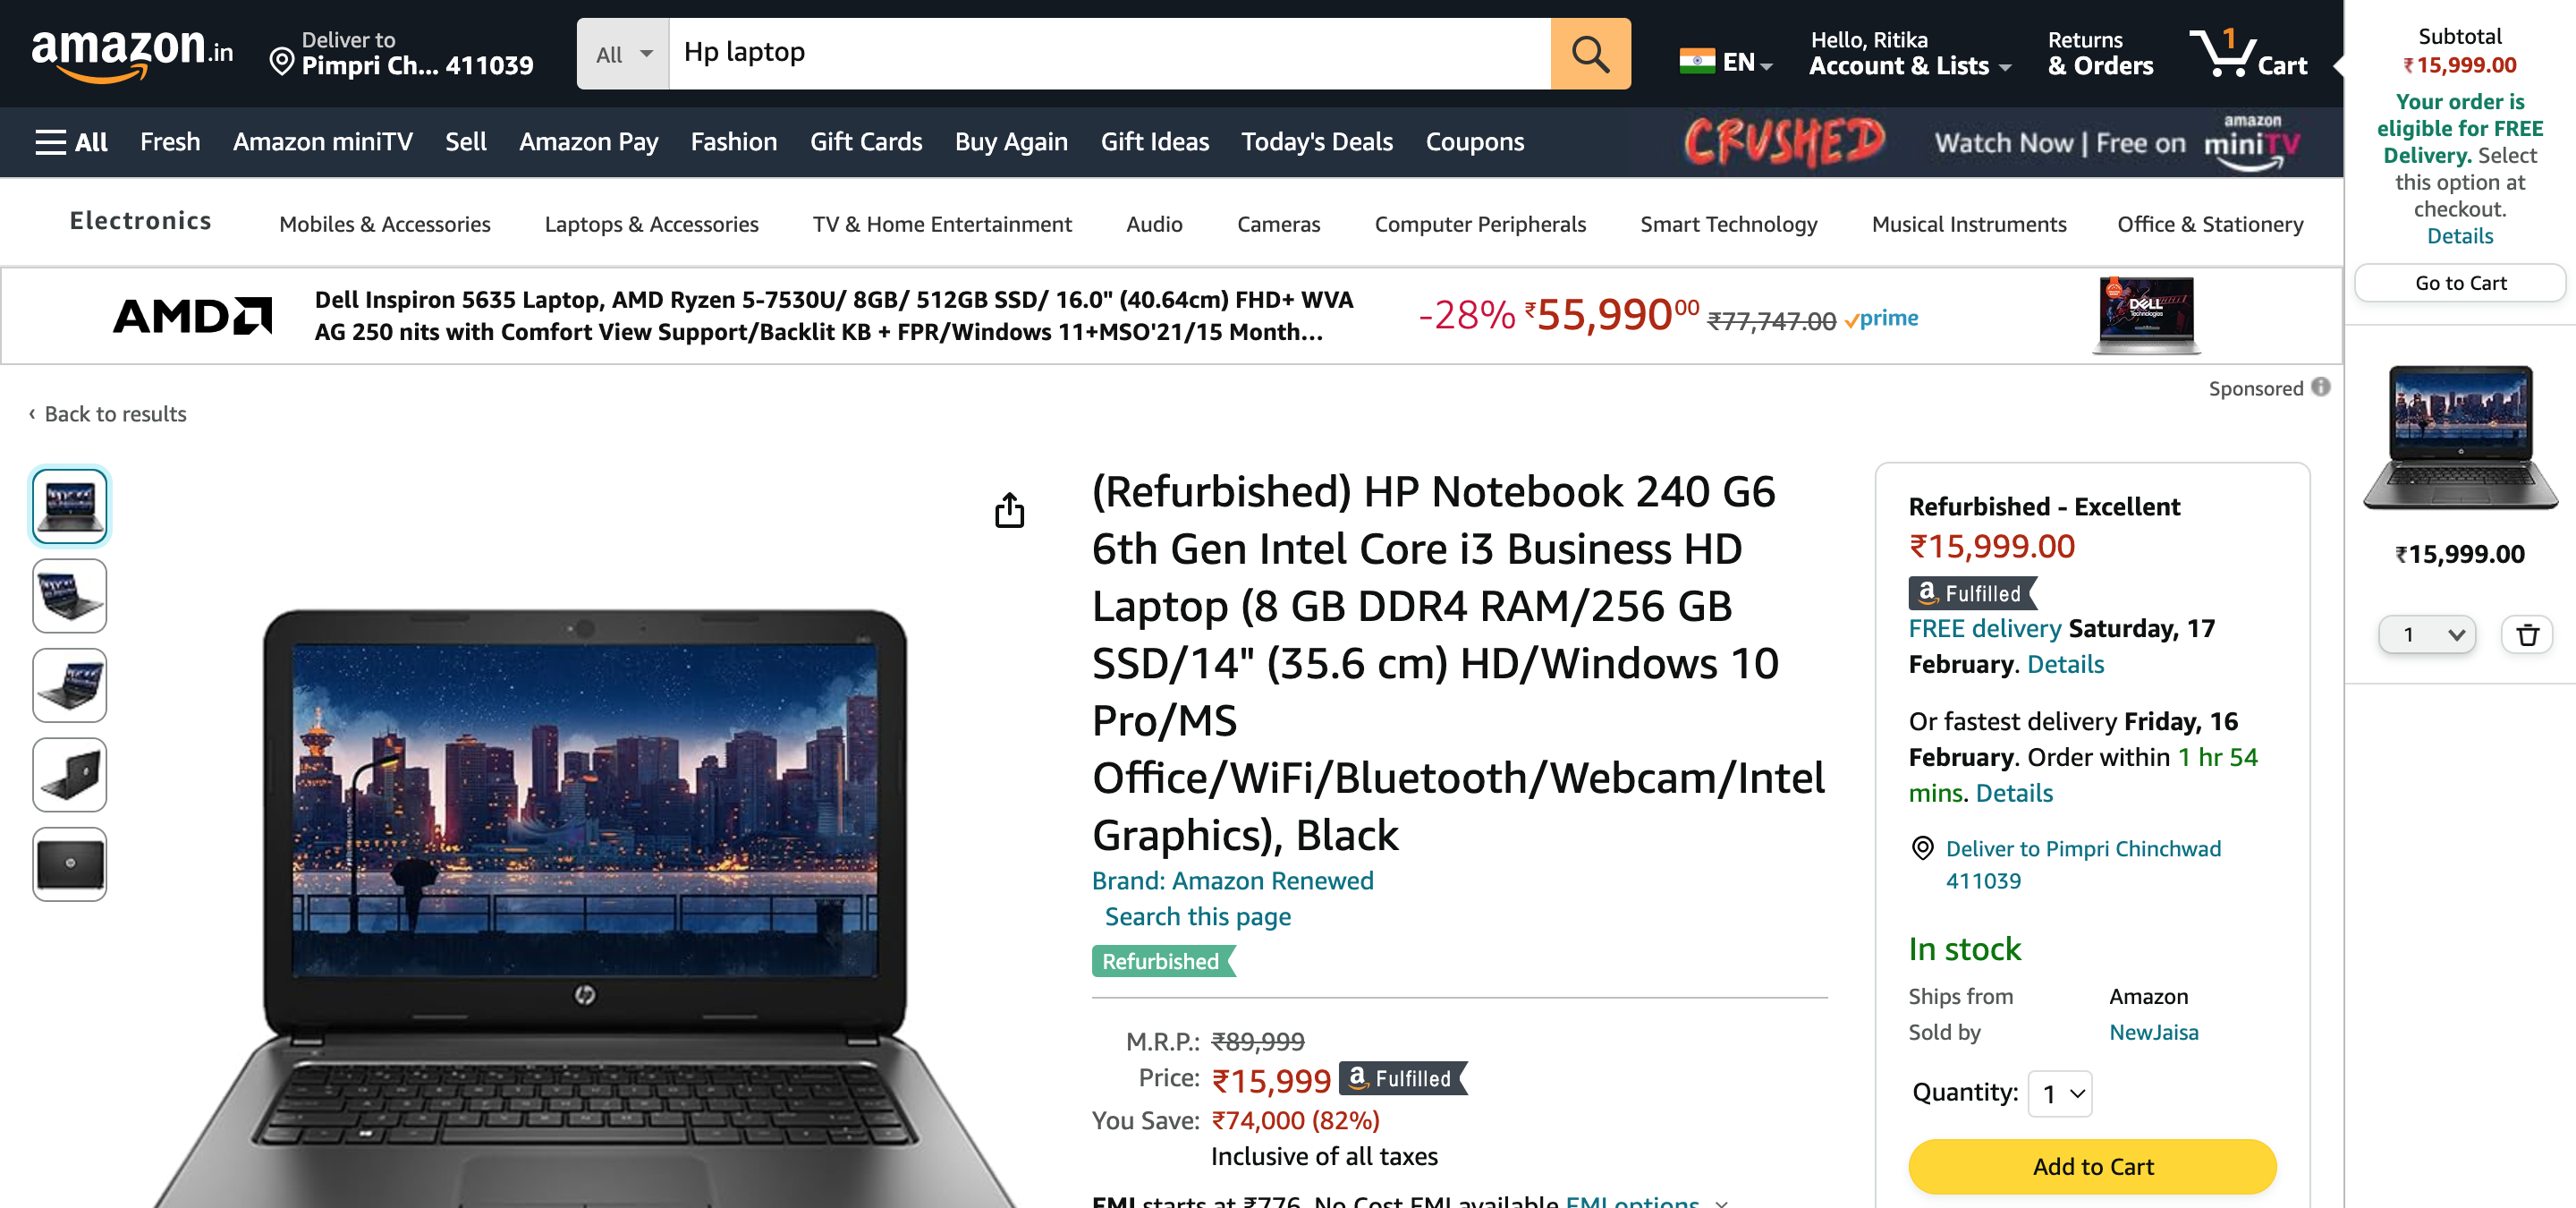 amazon.in
Deliver to
Pimpri Ch... 411039
All
Hp laptop
EN
Hello, Ritika
Account & Lists
Returns
& Orders
1
Cart
All
Fresh
Amazon miniTV
Sell
Amazon Pay
Fashion
Gift Cards
Buy Again
Gift Ideas
Today's Deals
Coupons
CRUSHED
Watch Now | Free on
amazon
miniTV
Electronics
Mobiles & Accessories
Laptops & Accessories
TV & Home Entertainment
Audio
Cameras
Computer Peripherals
Smart Technology
Musical Instruments
Office & Stationery
AMD
Dell Inspiron 5635 Laptop, AMD Ryzen 5-7530U/ 8GB/ 512GB SSD/ 16.0" (40.64cm) FHD+ WVA
AG 250 nits with Comfort View Support/Backlit KB + FPR/Windows 11+MSO'21/15 Month...
-28% ₹55,99000 ₹77,747.00 prime
DELL
Technologies
Sponsored
‹ Back to results
hp
(Refurbished) HP Notebook 240 G6
6th Gen Intel Core i3 Business HD
Laptop (8 GB DDR4 RAM/256 GB
SSD/14" (35.6 cm) HD/Windows 10
Pro/MS
Office/WiFi/Bluetooth/Webcam/Intel
Graphics), Black
Brand: Amazon Renewed
Search this page
Refurbished
M.R.P.: ₹89,999
Price: ₹15,999 a Fulfilled
You Save: ₹74,000 (82%)
Inclusive of all taxes
EMI starts at ₹776. No Cost EMI available EMI options
Refurbished - Excellent
₹15,999.00
a Fulfilled
FREE delivery Saturday, 17
February. Details
Or fastest delivery Friday, 16
February. Order within 1 hr 54
mins. Details
Deliver to Pimpri Chinchwad
411039
In stock
Ships from Amazon
Sold by NewJaisa
Quantity: 1
Add to Cart
Subtotal
₹15,999.00
Your order is
eligible for FREE
Delivery. Select
this option at
checkout.
Details
Go to Cart
₹15,999.00
1